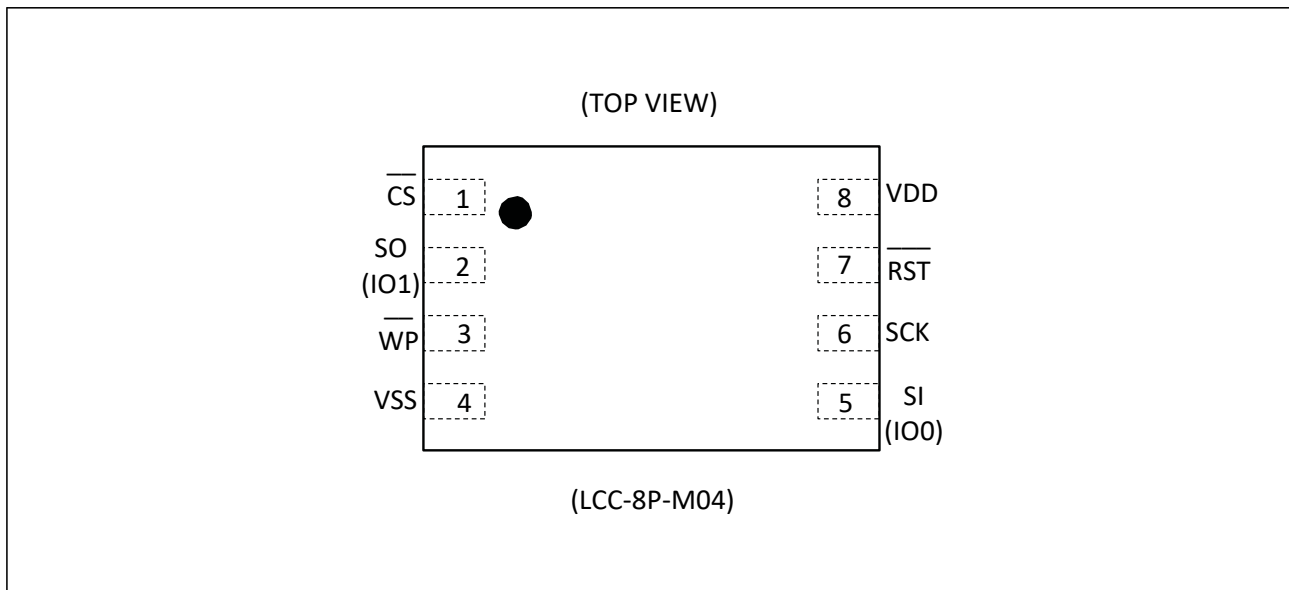 (TOP VIEW)
CS
1
SO
(IO1)
2
WP
3
VSS
4
8
VDD
7
RST
6
SCK
5
SI
(IO0)
(LCC-8P-M04)